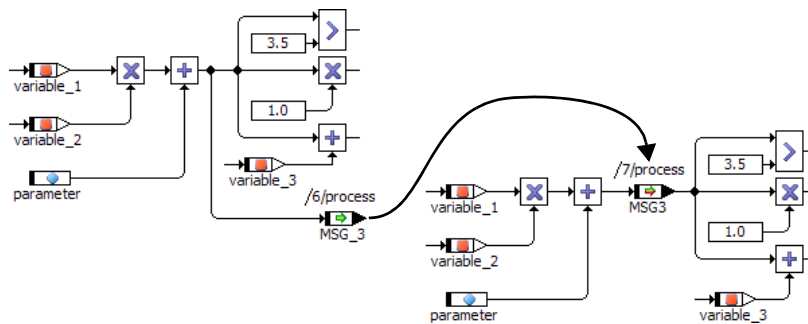 3.5
variable_1
1.0
variable_2
variable_3
parameter
/6/process
MSG_3
/7/process
3.5
variable_1
MSG3
1.0
variable_2
parameter
variable_3